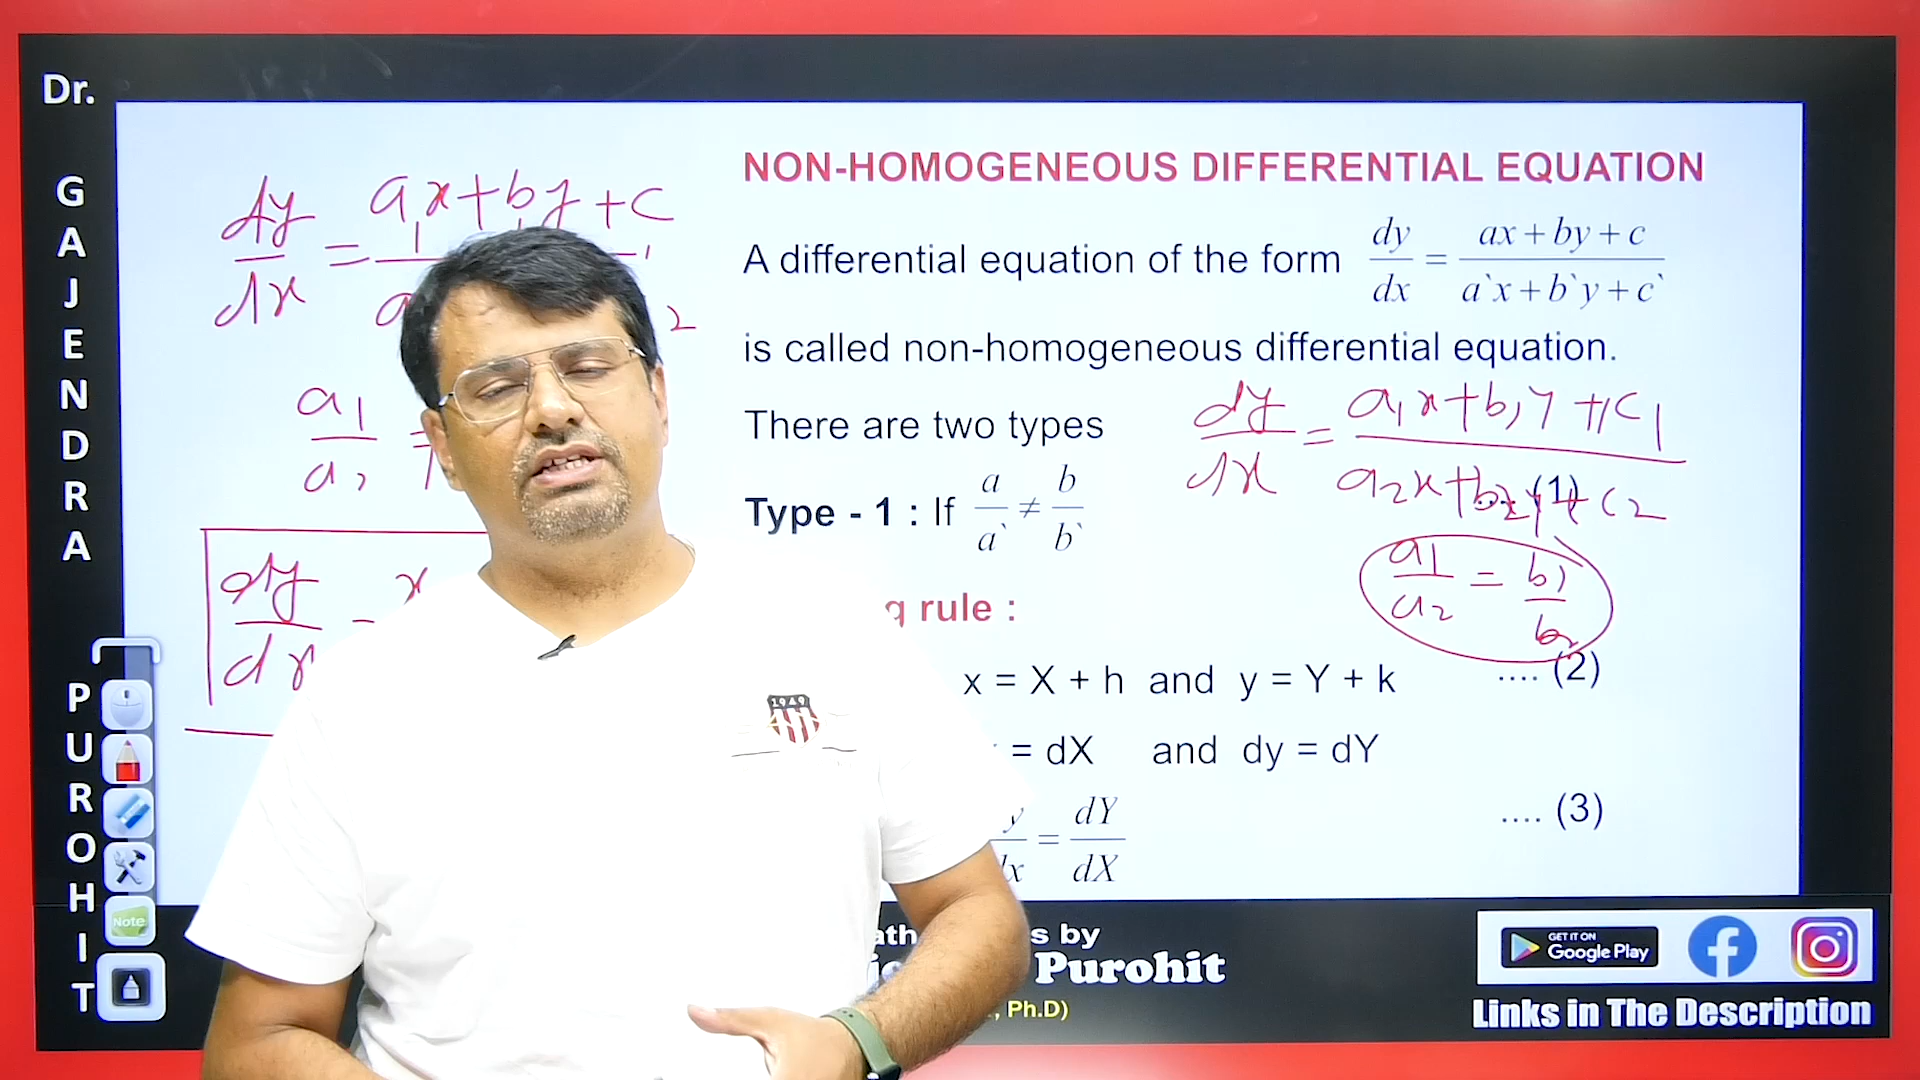 Dr. GAJENDRA PUROHIT
NON-HOMOGENEOUS DIFFERENTIAL EQUATION
A differential equation of the form dy/dx = ax + by + c / a`x + b`y + c`
is called non-homogeneous differential equation.
There are two types
.... (1)
Type - 1 : If a/a` ≠ b/b`
rule :
x = X + h and y = Y + k .... (2)
= dX and dy = dY
= dY/dX .... (3)
dy/dx = a₁x + b₁y + c₁ / a₂x + b₂y + c₂
a₁/a₂ = b₁/b₂
dy/dx =
a₁/a₂ =
dy/dx
1949
Note
s by
Purohit
, Ph.D)
GET IT ON
Google Play
Links in The Description